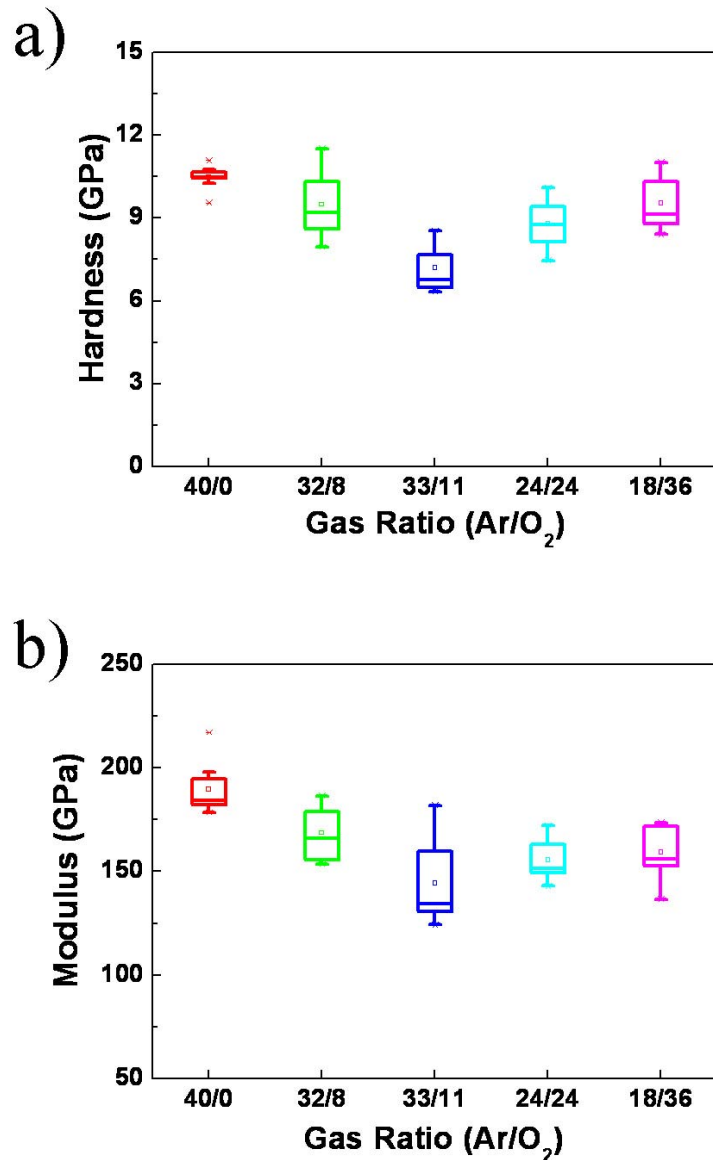 a)
15
12
9
6
3
0
Hardness (GPa)
40/0 32/8 33/11 24/24 18/36
Gas Ratio (Ar/O₂)
b)
250
200
150
100
50
Modulus (GPa)
40/0 32/8 33/11 24/24 18/36
Gas Ratio (Ar/O₂)